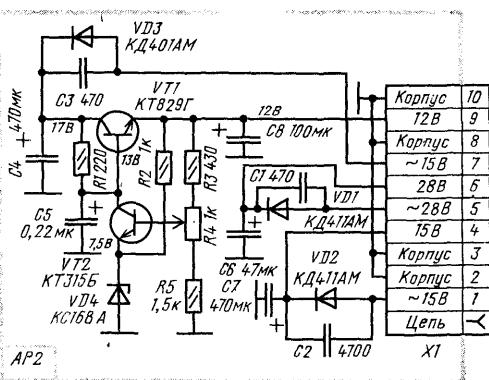 VD3
КД401АМ
C3 470
VT1
КТ829Г
470мк
C4
17В
12В
R1 220
13В
R2 1к
R3 430
C8 100мк
C5
0,22мк
7,5В
R4 1к
VT2
КТ315Б
VD4
КС168А
R5
1,5к
C1 470
VD1
КД411АМ
C6 47мк
C7
470мк
VD2
КД411АМ
C2 4700
Корпус 10
12В 9
Корпус 8
~15В 7
28В 6
~28В 5
15В 4
Корпус 3
Корпус 2
~15В 1
Цепь
X1
АР2